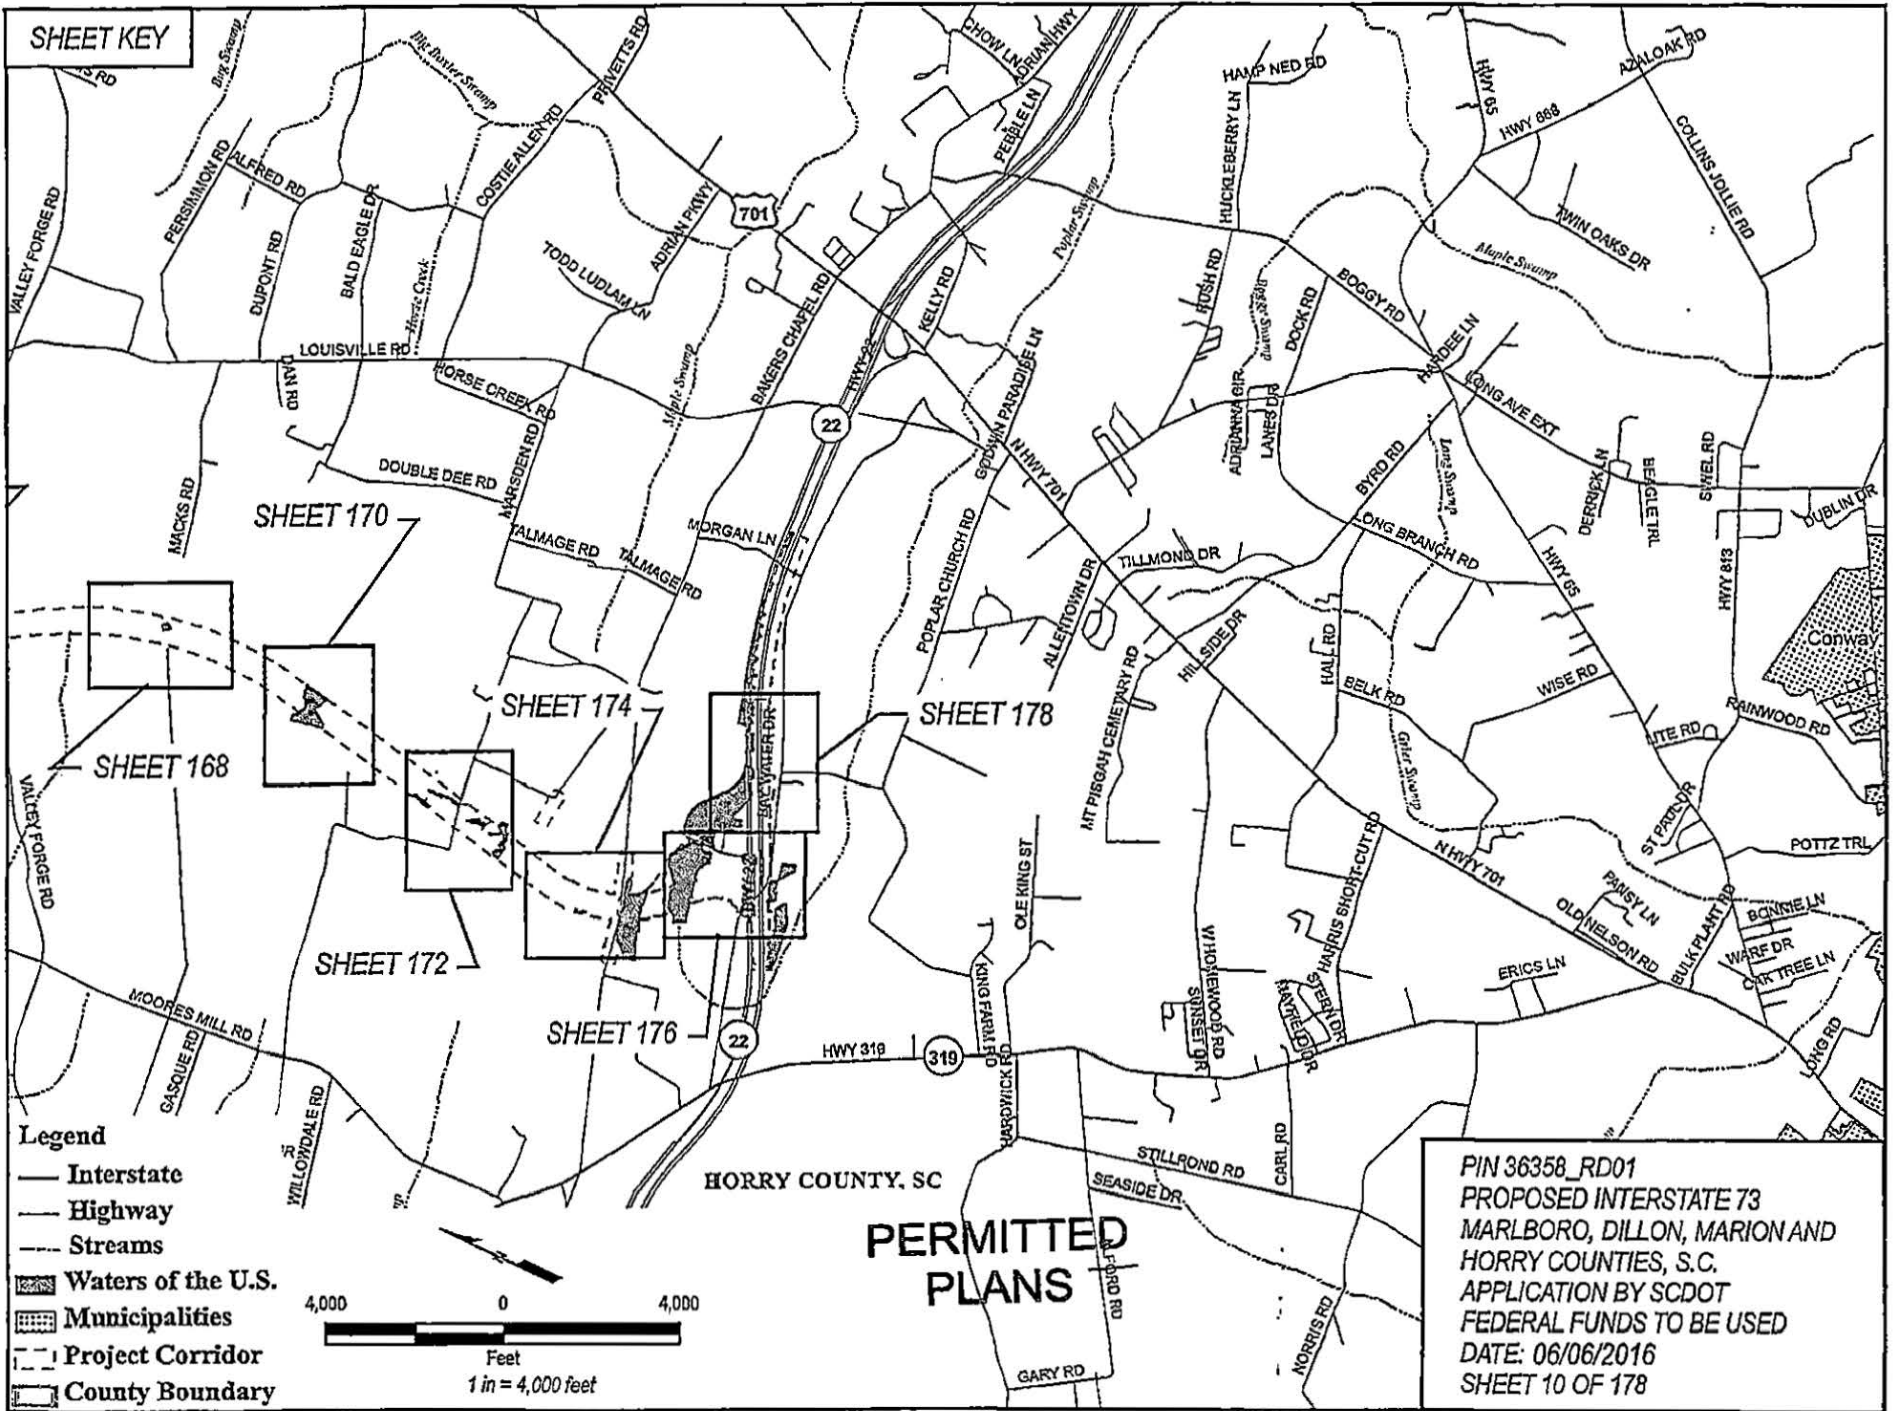 SHEET KEY
Bug Swamp
PRIVETTS RD
CHOW LN
ADRIAN HWY
PEBBLE LN
HAMP NED RD
HWY 65
AZALOAK RD
HWY 668
COLLINS JOLLIE RD
HUCKLEBERRY LN
PERSIMMON RD
ALFRED RD
COSTIE ALLEN RD
VALLEY FORGE RD
DUPONT RD
BALD EAGLE DR
TODD LUDLAM LN
ADRIAN PKWY
701
Poplar Swamp
TWIN OAKS DR
Maple Swamp
RUSH RD
BOGGY RD
DOCK RD
BAKERS CHAPEL RD
KELLY RD
HWY 22
LOUISVILLE RD
DAN RD
HORSE CREEK RD
Maple Swamp
22
GODWIN PARADISE LN
HARDEE LN
LONG AVE EXT
ADRIANNA CIR
LANES DR
N HWY 701
MARSDEN RD
DOUBLE DEE RD
MACKS RD
BYRD RD
Long Swamp
DERRICK LN
BEAGLE TRL
DUBLIN DR
SHEET 170
TALMAGE RD
TALMAGE RD
MORGAN LN
POPLAR CHURCH RD
TILLMOND DR
LONG BRANCH RD
HWY 65
HWY 813
ALLENTOWN DR
HILLSIDE DR
HALL RD
BELK RD
WISE RD
Conway
RAINWOOD RD
SHEET 174
SHEET 178
SHEET 168
MT PISGAH CEMETARY RD
Grier Swamp
VALLEY FORGE RD
ST PAUL DR
POTTZ TRL
HARRIS SHORT CUT RD
N HWY 701
OLE KING ST
PANSY LN
OLD NELSON RD
BULK PLANT RD
BONNIE LN
WARF DR
OAK TREE LN
SHEET 172
SHEET 176
MOORES MILL RD
GASQUE RD
WILLOWDALE RD
22
HWY 319
319
KING FARM RD
HARDWICK RD
SUNSET DR
W HOMEWOOD RD
STERN DR
HAYFIELD DR
ERICS LN
LONG RD
CARL RD
STILLPOND RD
SEASIDE DR
ALFORD RD
NORRIS RD
GARY RD
HORRY COUNTY, SC
PERMITTED
PLANS
Legend
Interstate
Highway
Streams
Waters of the U.S.
Municipalities
Project Corridor
County Boundary
4,000 0 4,000
Feet
1 in = 4,000 feet
PIN 36358_RD01
PROPOSED INTERSTATE 73
MARLBORO, DILLON, MARION AND
HORRY COUNTIES, S.C.
APPLICATION BY SCDOT
FEDERAL FUNDS TO BE USED
DATE: 06/06/2016
SHEET 10 OF 178